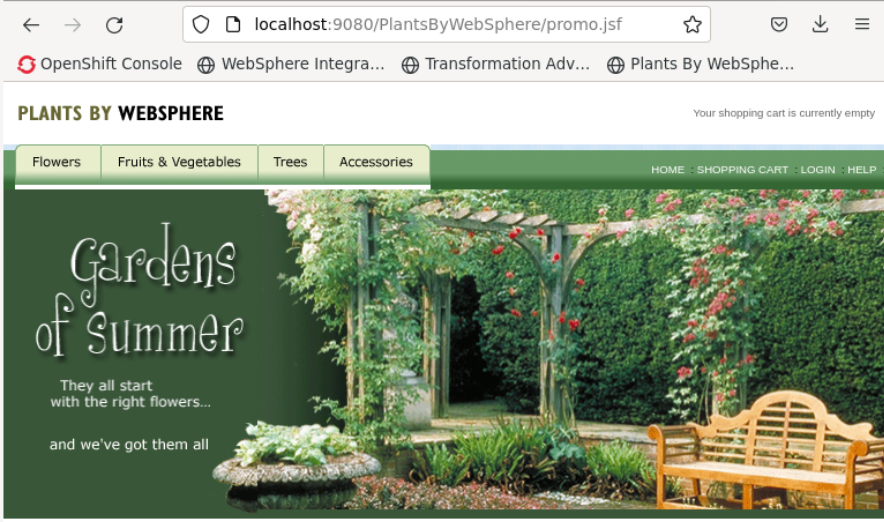 localhost:9080/PlantsByWebSphere/promo.jsf
OpenShift Console WebSphere Integra... Transformation Adv... Plants By WebSphe...
PLANTS BY WEBSPHERE
Your shopping cart is currently empty
Flowers Fruits & Vegetables Trees Accessories
HOME : SHOPPING CART : LOGIN : HELP
Gardens
of Summer
They all start
with the right flowers...
and we've got them all